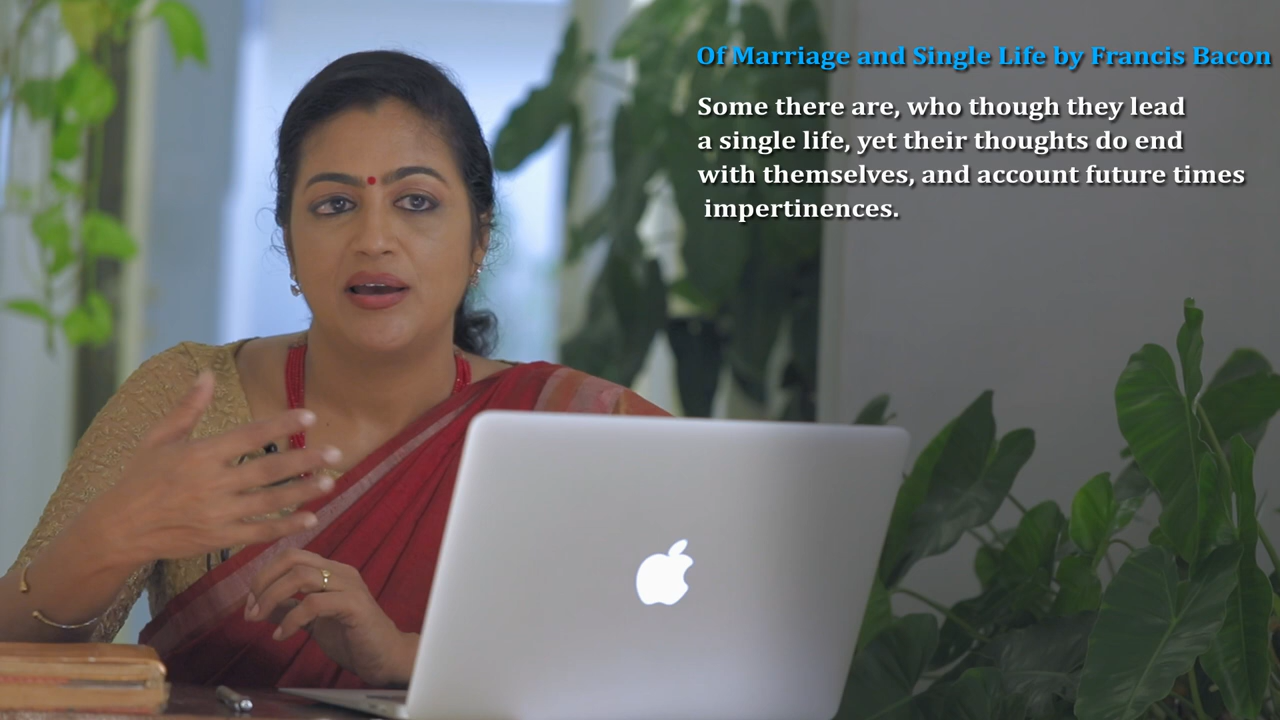 Of Marriage and Single Life by Francis Bacon
Some there are, who though they lead
a single life, yet their thoughts do end
with themselves, and account future times
impertinences.